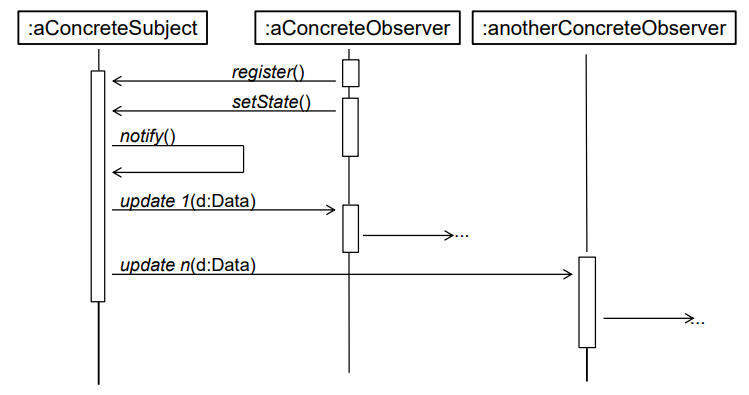 :aConcreteSubject :aConcreteObserver :anotherConcreteObserver
register()
setState()
notify()
update 1(d:Data)
...
update n(d:Data)
...